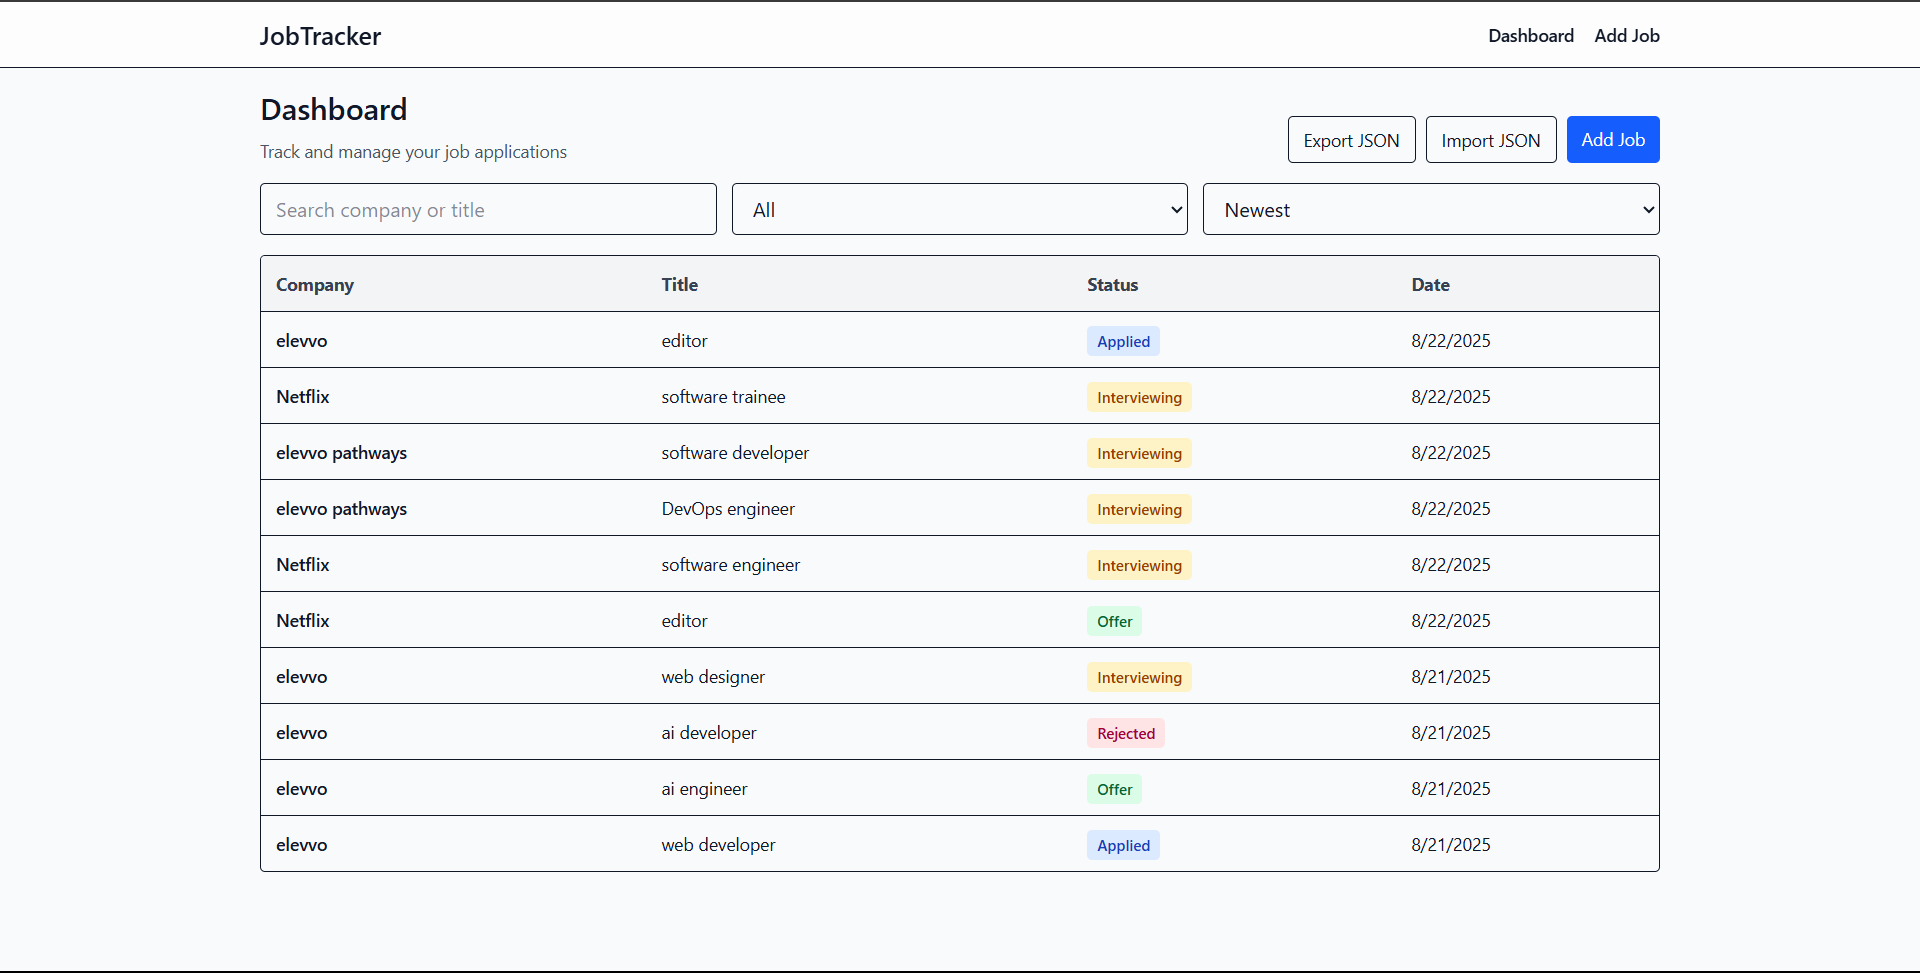 JobTracker Dashboard Add Job
Dashboard
Track and manage your job applications
Export JSON Import JSON Add Job
Search company or title All Newest
Company Title Status Date
elevvo editor Applied 8/22/2025
Netflix software trainee Interviewing 8/22/2025
elevvo pathways software developer Interviewing 8/22/2025
elevvo pathways DevOps engineer Interviewing 8/22/2025
Netflix software engineer Interviewing 8/22/2025
Netflix editor Offer 8/22/2025
elevvo web designer Interviewing 8/21/2025
elevvo ai developer Rejected 8/21/2025
elevvo ai engineer Offer 8/21/2025
elevvo web developer Applied 8/21/2025